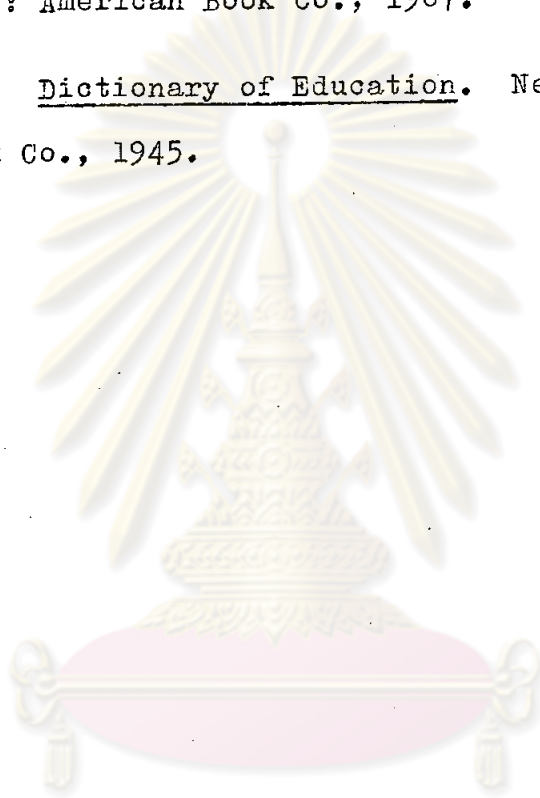 : American Book Co., 1967.
Dictionary of Education. Ne
Co., 1945.